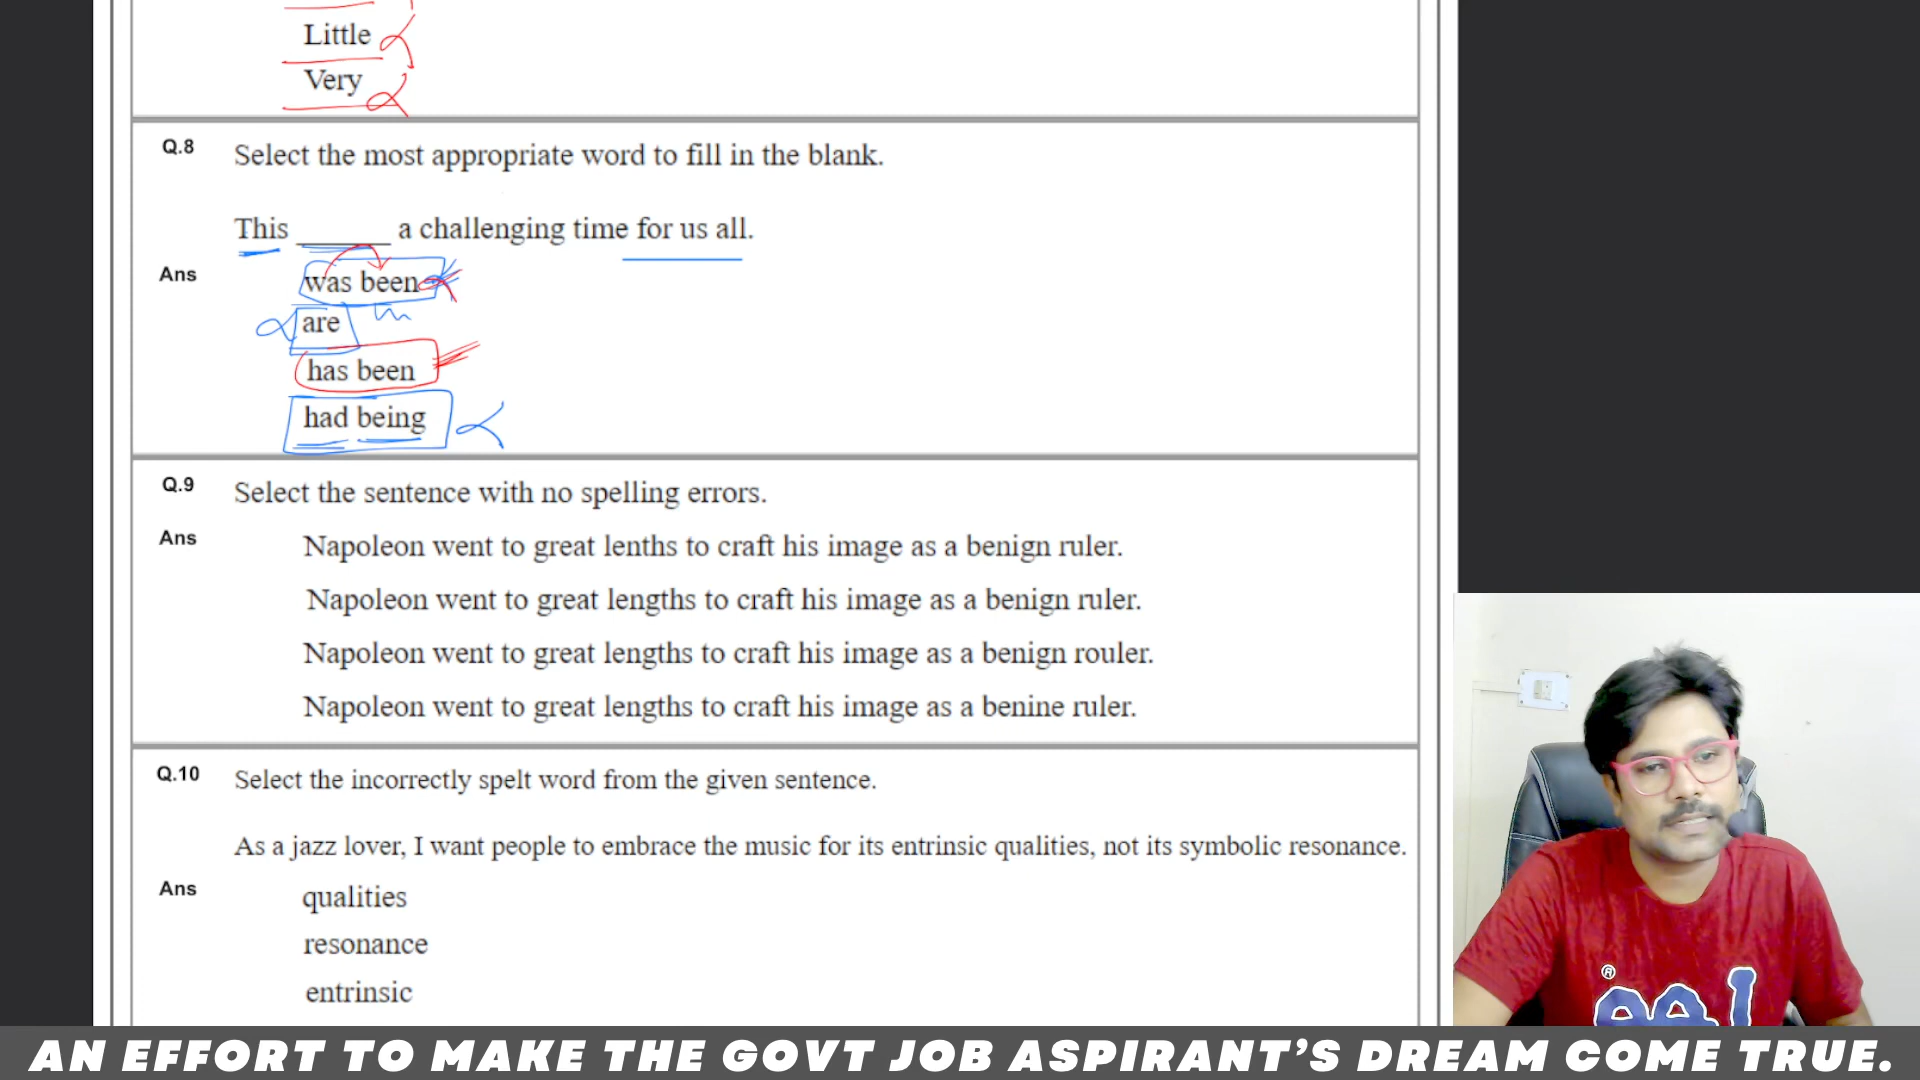 Little
Very
Q.8 Select the most appropriate word to fill in the blank.
This ______ a challenging time for us all.
Ans
was been
are
has been
had being
Q.9 Select the sentence with no spelling errors.
Ans
Napoleon went to great lenths to craft his image as a benign ruler.
Napoleon went to great lengths to craft his image as a benign ruler.
Napoleon went to great lengths to craft his image as a benign rouler.
Napoleon went to great lengths to craft his image as a benine ruler.
Q.10 Select the incorrectly spelt word from the given sentence.
As a jazz lover, I want people to embrace the music for its entrinsic qualities, not its symbolic resonance.
Ans
qualities
resonance
entrinsic
®
AN EFFORT TO MAKE THE GOVT JOB ASPIRANT'S DREAM COME TRUE.